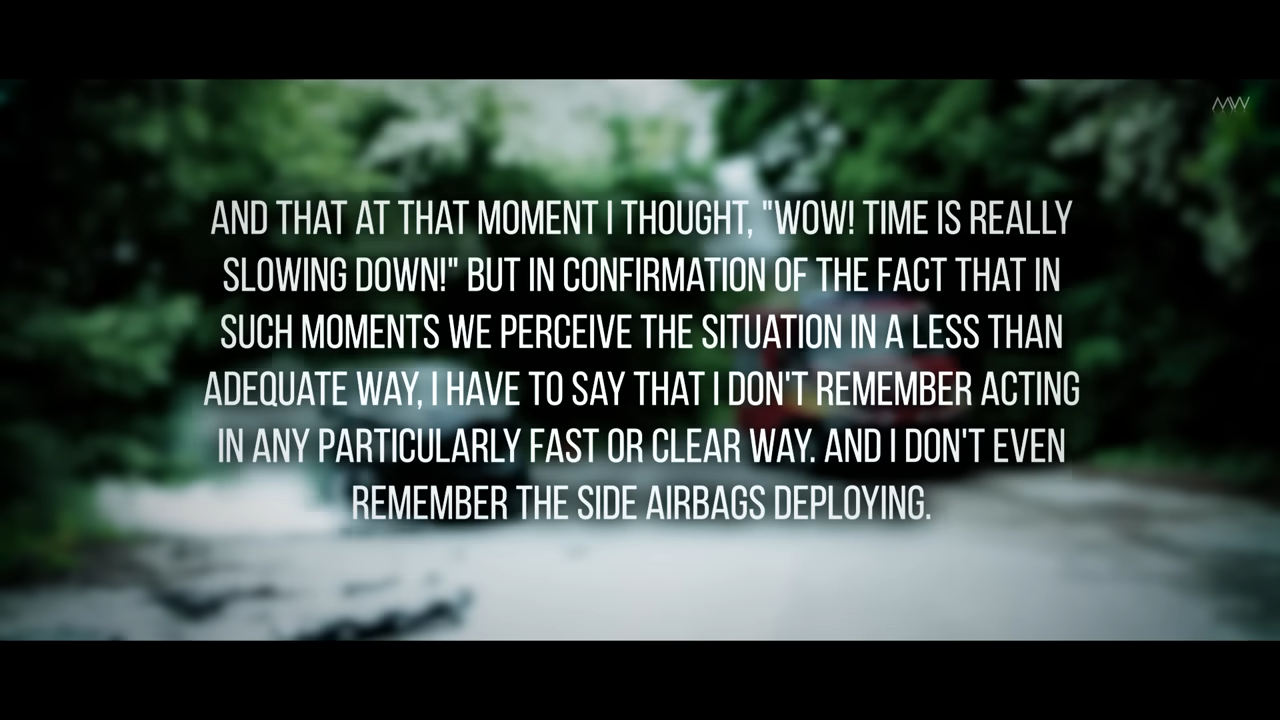 MW
AND THAT AT THAT MOMENT I THOUGHT, "WOW! TIME IS REALLY
SLOWING DOWN!" BUT IN CONFIRMATION OF THE FACT THAT IN
SUCH MOMENTS WE PERCEIVE THE SITUATION IN A LESS THAN
ADEQUATE WAY, I HAVE TO SAY THAT I DON'T REMEMBER ACTING
IN ANY PARTICULARLY FAST OR CLEAR WAY. AND I DON'T EVEN
REMEMBER THE SIDE AIRBAGS DEPLOYING.